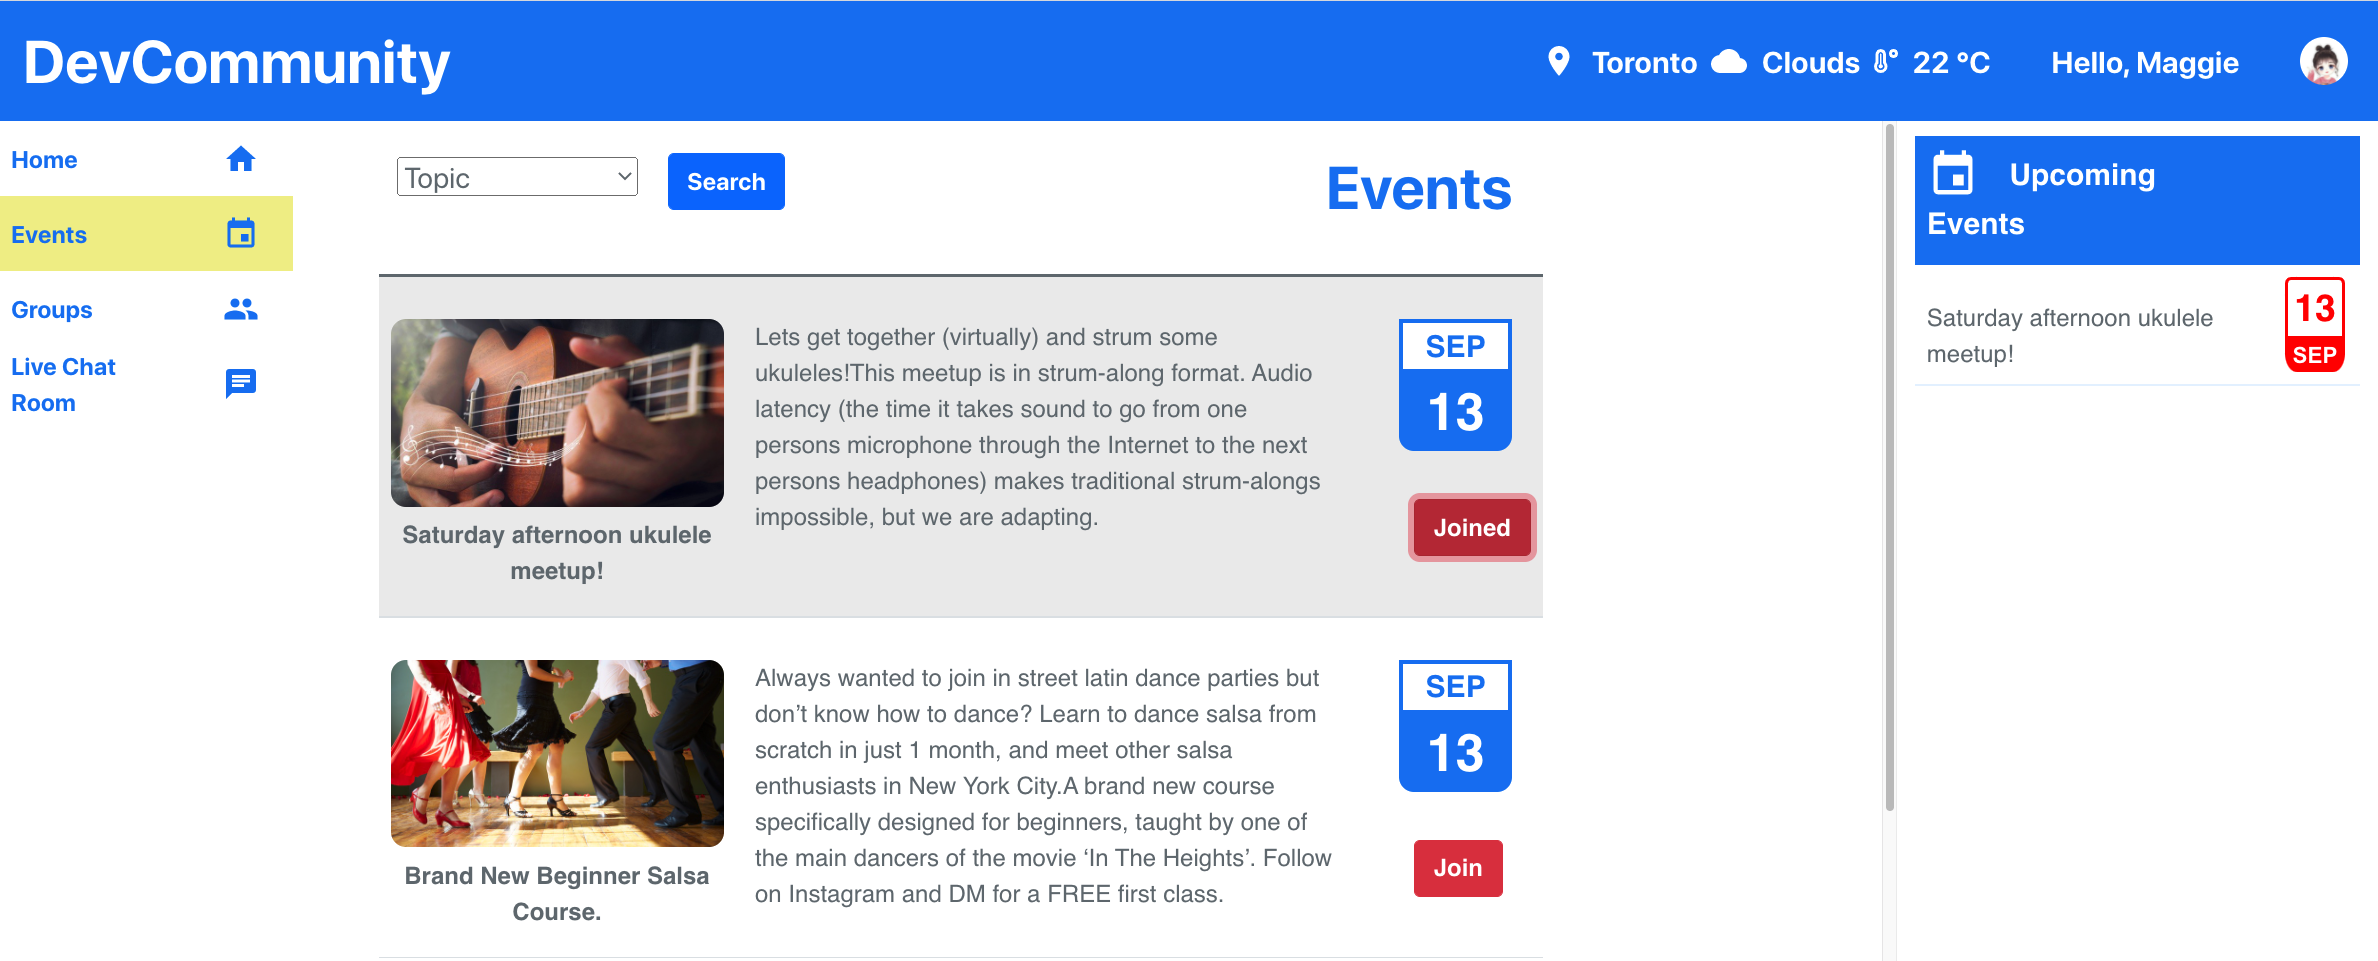 DevCommunity
Toronto Clouds 22 °C Hello, Maggie
Home
Events
Groups
Live Chat
Room
Topic
Search
Events
Lets get together (virtually) and strum some
ukuleles!This meetup is in strum-along format. Audio
latency (the time it takes sound to go from one
persons microphone through the Internet to the next
persons headphones) makes traditional strum-alongs
impossible, but we are adapting.
Saturday afternoon ukulele
meetup!
SEP
13
Joined
Always wanted to join in street latin dance parties but
don’t know how to dance? Learn to dance salsa from
scratch in just 1 month, and meet other salsa
enthusiasts in New York City.A brand new course
specifically designed for beginners, taught by one of
the main dancers of the movie ‘In The Heights’. Follow
on Instagram and DM for a FREE first class.
Brand New Beginner Salsa
Course.
SEP
13
Join
Upcoming
Events
Saturday afternoon ukulele
meetup!
13
SEP